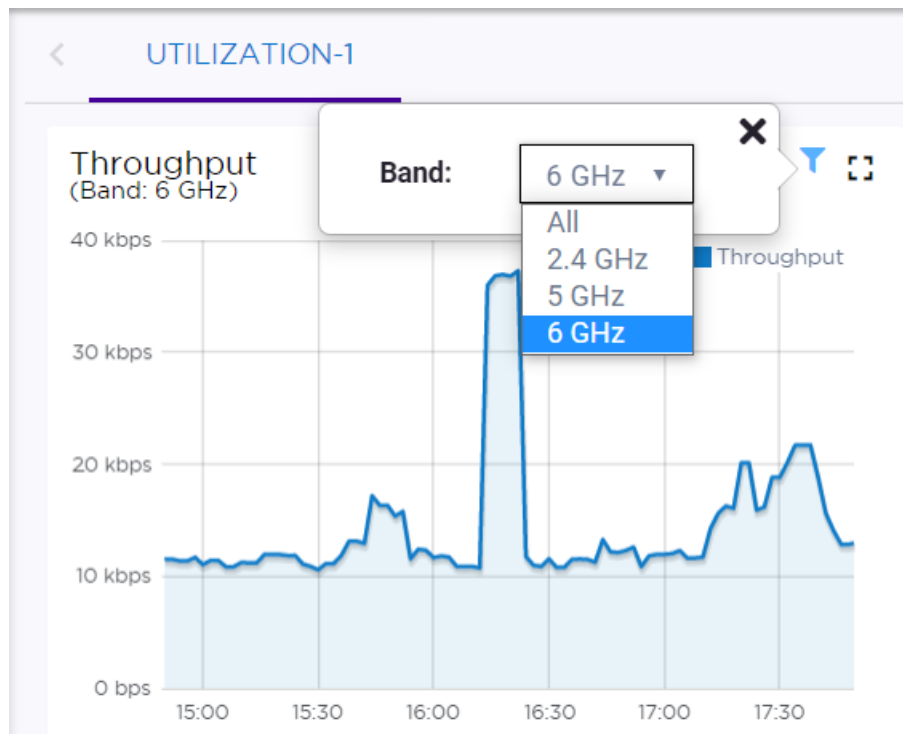 UTILIZATION-1
Throughput
(Band: 6 GHz)
Band:
6 GHz
All
2.4 GHz
5 GHz
6 GHz
Throughput
40 kbps
30 kbps
20 kbps
10 kbps
0 bps
15:00 15:30 16:00 16:30 17:00 17:30